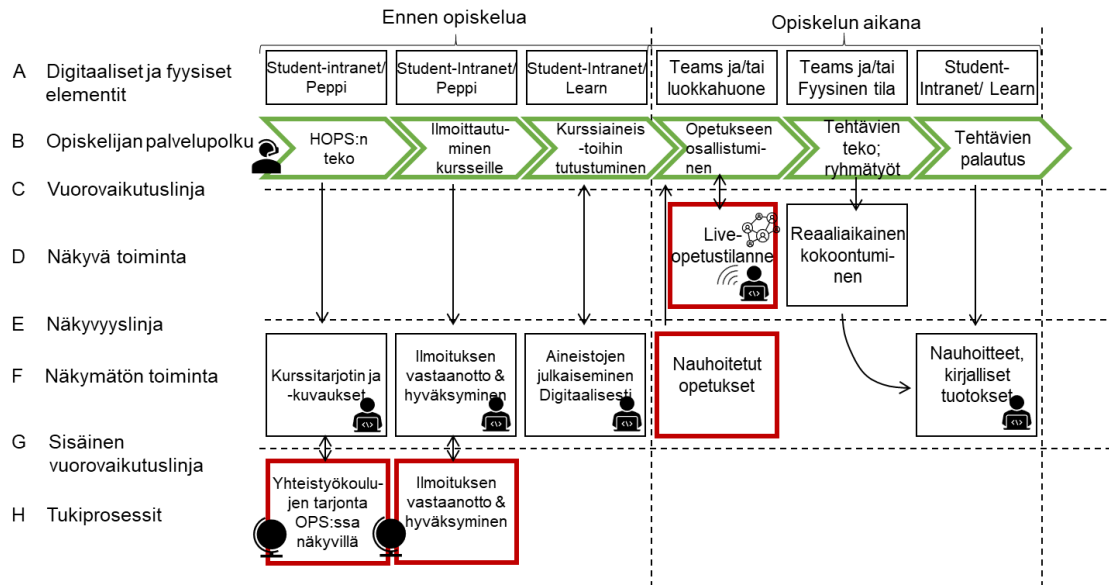 Ennen opiskelua
Opiskelun aikana
A Digitaaliset ja fyysiset
elementit
Student-intranet/
Peppi
Student-Intranet/
Peppi
Student-Intranet/
Learn
Teams ja/tai
luokkahuone
Teams ja/tai
Fyysinen tila
Student-
Intranet/ Learn
B Opiskelijan palvelupolku
HOPS:n
teko
Ilmoittautu-
minen
kursseille
Kurssiaineis
-toihin
tutustuminen
Opetukseen
osallistumi-
nen
Tehtävien
teko;
ryhmätyöt
Tehtävien
palautus
C Vuorovaikutuslinja
D Näkyvä toiminta
Live-
opetustilanne
Reaaliaikainen
kokoontumi-
nen
E Näkyvyyslinja
F Näkymätön toiminta
Kurssitarjotin ja
-kuvaukset
Ilmoituksen
vastaanotto &
hyväksyminen
Aineistojen
julkaiseminen
Digitaalisesti
Nauhoitetut
opetukset
Nauhoitteet,
kirjalliset
tuotokset
G Sisäinen
vuorovaikutuslinja
H Tukiprosessit
Yhteistyökoulu-
jen tarjonta
OPS:ssa
näkyvillä
Ilmoituksen
vastaanotto &
hyväksyminen